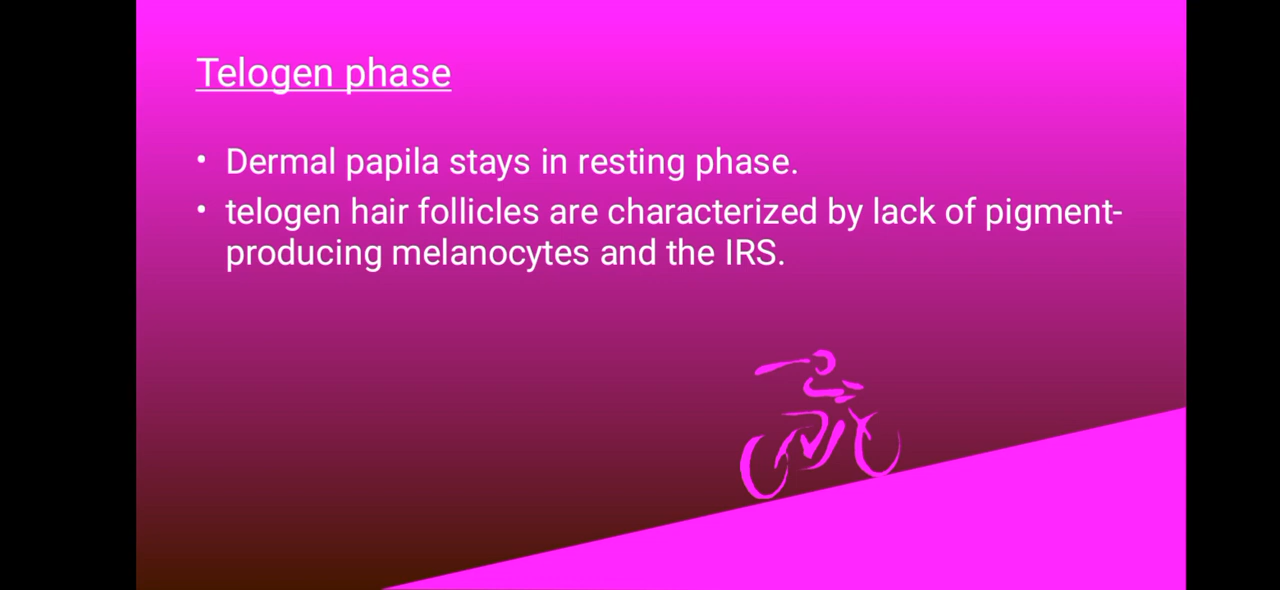 Telogen phase
• Dermal papila stays in resting phase.
• telogen hair follicles are characterized by lack of pigment-
producing melanocytes and the IRS.